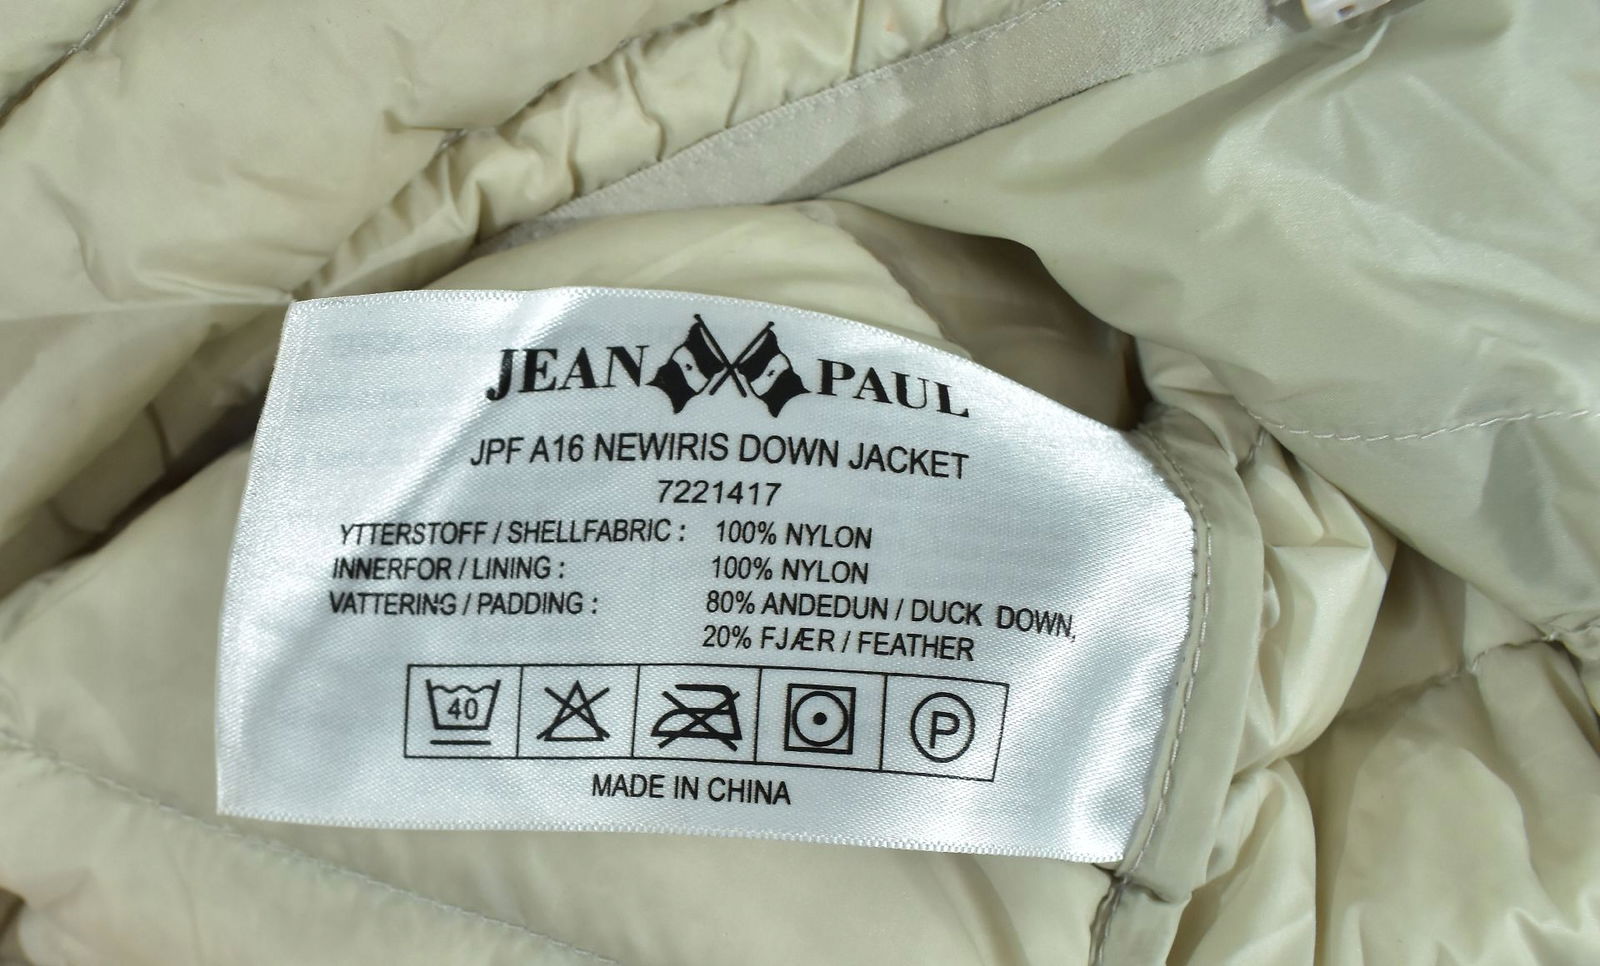 JEAN PAUL
JPF A16 NEWIRIS DOWN JACKET
7221417
YTTERSTOFF / SHELLFABRIC : 100% NYLON
INNERFOR / LINING : 100% NYLON
VATTERING / PADDING : 80% ANDEDUN / DUCK DOWN,
20% FJÆR / FEATHER
40 P
MADE IN CHINA